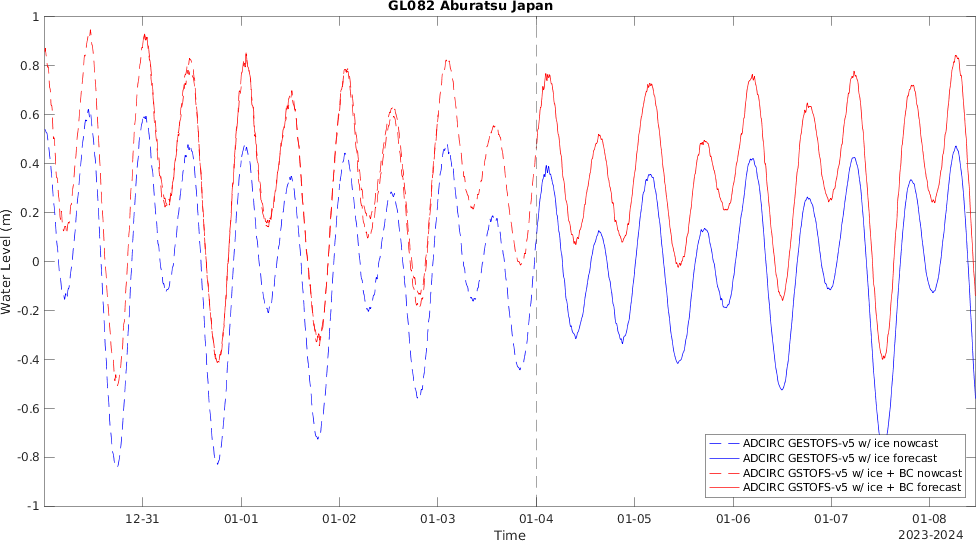 GL082 Aburatsu Japan
1
0.8
0.6
0.4
0.2
0
-0.2
-0.4
-0.6
-0.8
-1
Water Level (m)
ADCIRC GESTOFS-v5 w/ ice nowcast
ADCIRC GESTOFS-v5 w/ ice forecast
ADCIRC GSTOFS-v5 w/ ice + BC nowcast
ADCIRC GSTOFS-v5 w/ ice + BC forecast
12-31 01-01 01-02 01-03 01-04 01-05 01-06 01-07 01-08
Time
2023-2024